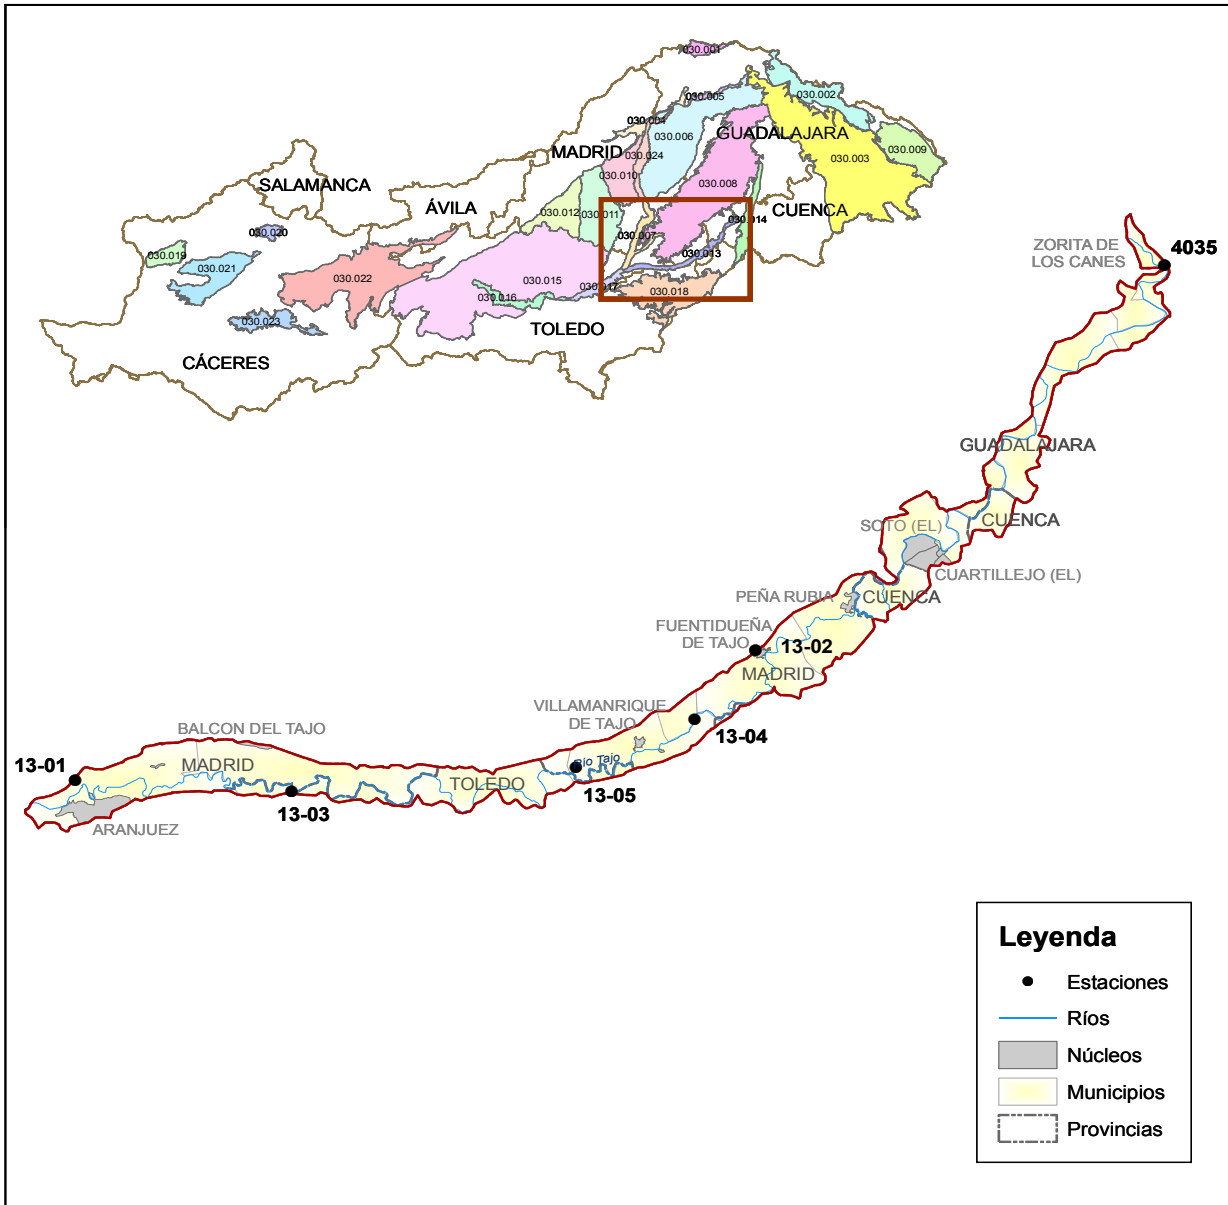 030.001
030.002
030.005
030.004
030.006
GUADALAJARA
030.009
MADRID
030.024
030.003
030.010
030.008
SALAMANCA
ÁVILA
030.012
030.011
030.014
CUENCA
030.020
030.007
030.019
030.021
030.013
030.022
030.015
030.017
030.018
030.016
030.023
TOLEDO
CÁCERES
ZORITA DE
LOS CANES
4035
GUADALAJARA
SOTO (EL)
CUENCA
CUARTILLEJO (EL)
PEÑA RUBIA
CUENCA
FUENTIDUEÑA
DE TAJO
13-02
MADRID
VILLAMANRIQUE
DE TAJO
13-04
BALCON DEL TAJO
13-01
MADRID
Rio Tajo
TOLEDO
13-05
13-03
ARANJUEZ
Leyenda
Estaciones
Ríos
Núcleos
Municipios
Provincias